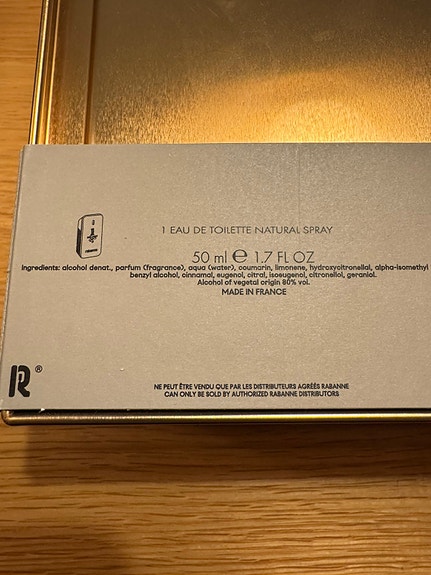 1 EAU DE TOILETTE NATURAL SPRAY
50 ml ℮ 1.7 FL OZ
Ingredients: alcohol denat., parfum (fragrance), aqua (water), coumarin, limonene, hydroxycitronellal, alpha-isomethyl
benzyl alcohol, cinnamal, eugenol, citral, isoeugenol, citronellol, geraniol.
Alcohol of vegetal origin 80% vol.
MADE IN FRANCE
R®
NE PEUT ÊTRE VENDU QUE PAR LES DISTRIBUTEURS AGRÉÉS RABANNE
CAN ONLY BE SOLD BY AUTHORIZED RABANNE DISTRIBUTORS